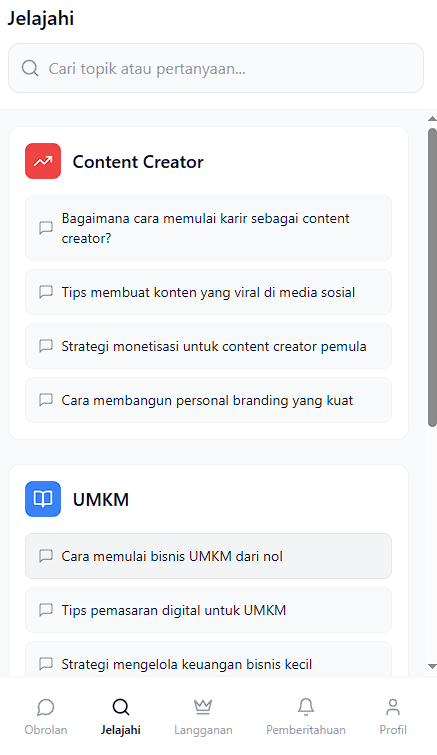 Jelajahi
Cari topik atau pertanyaan...
Content Creator
Bagaimana cara memulai karir sebagai content
creator?
Tips membuat konten yang viral di media sosial
Strategi monetisasi untuk content creator pemula
Cara membangun personal branding yang kuat
UMKM
Cara memulai bisnis UMKM dari nol
Tips pemasaran digital untuk UMKM
Strategi mengelola keuangan bisnis kecil
Obrolan
Jelajahi
Langganan
Pemberitahuan
Profil